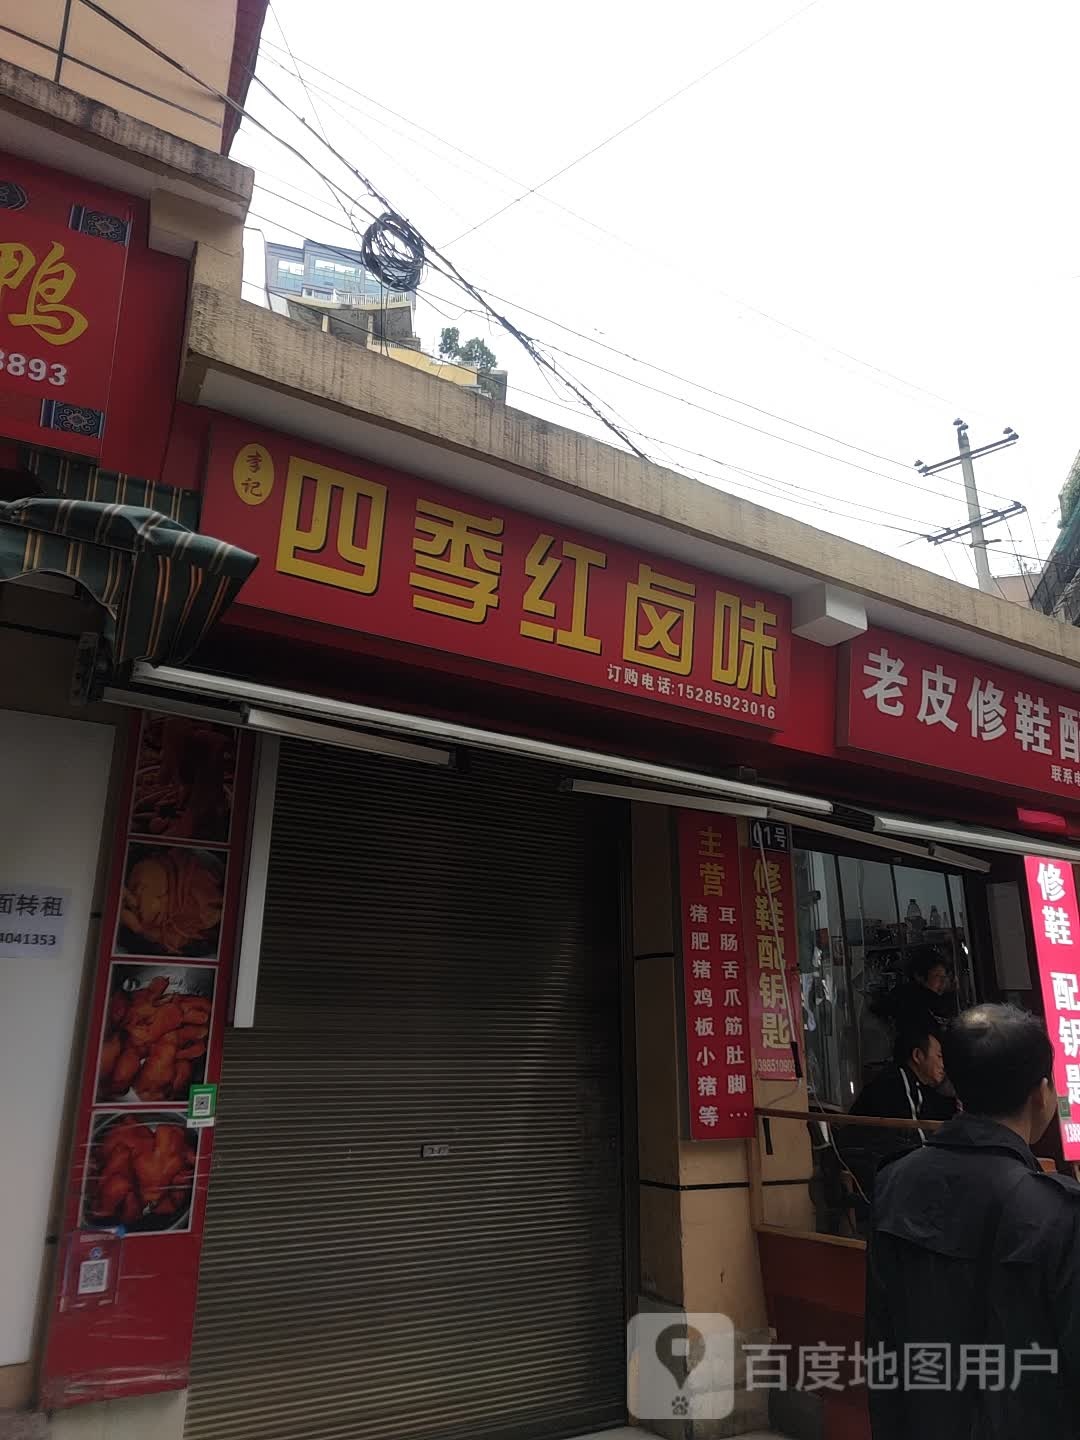 鸭
8893
李记
四季红卤味
订购电话:15285923016
老皮修鞋配
联系电
面转租
4041353
主营
猪耳
肥肠
猪舌
鸡爪
板筋
小肚
猪脚
等…
01号
修鞋配钥匙
修鞋 配钥匙
百度地图用户